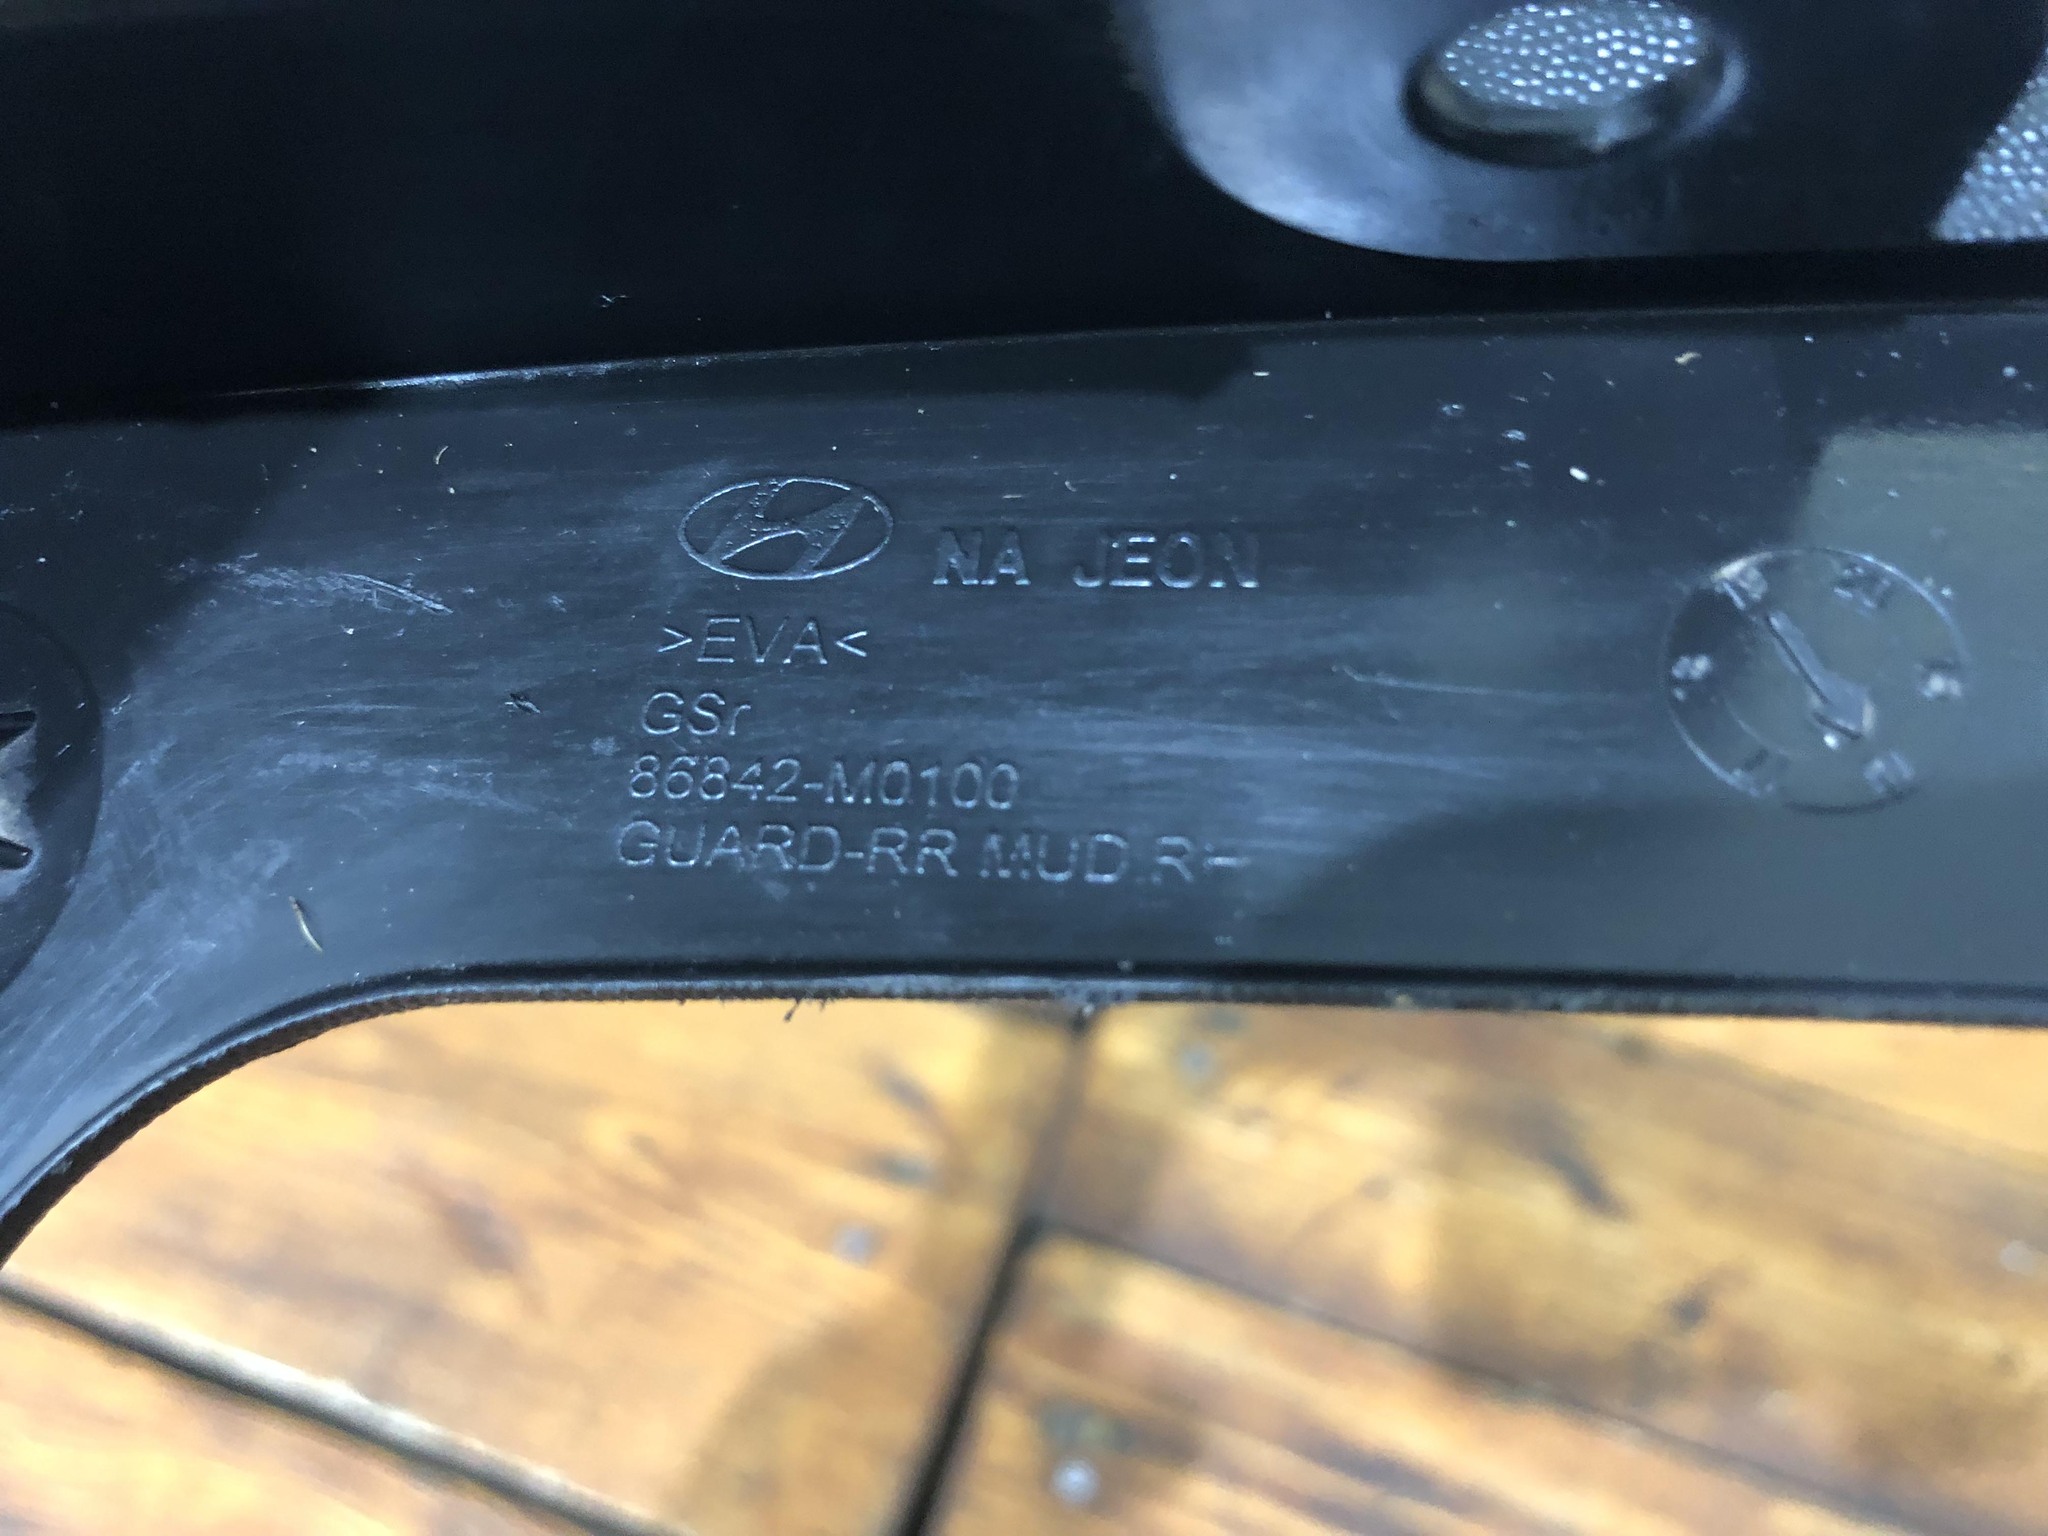 NA JEON
>EVA<
GSr
86842-M0100
GUARD-RR MUD,RH